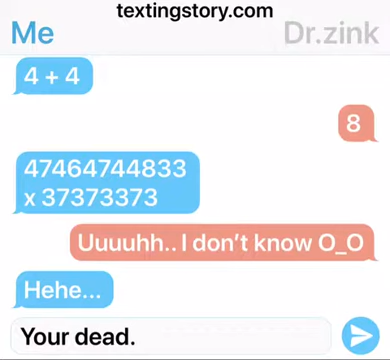 textingstory.com
Me
Dr.zink
4 + 4
8
47464744833
x 37373373
Uuuuhh.. I don't know O_O
Hehe...
Your dead.